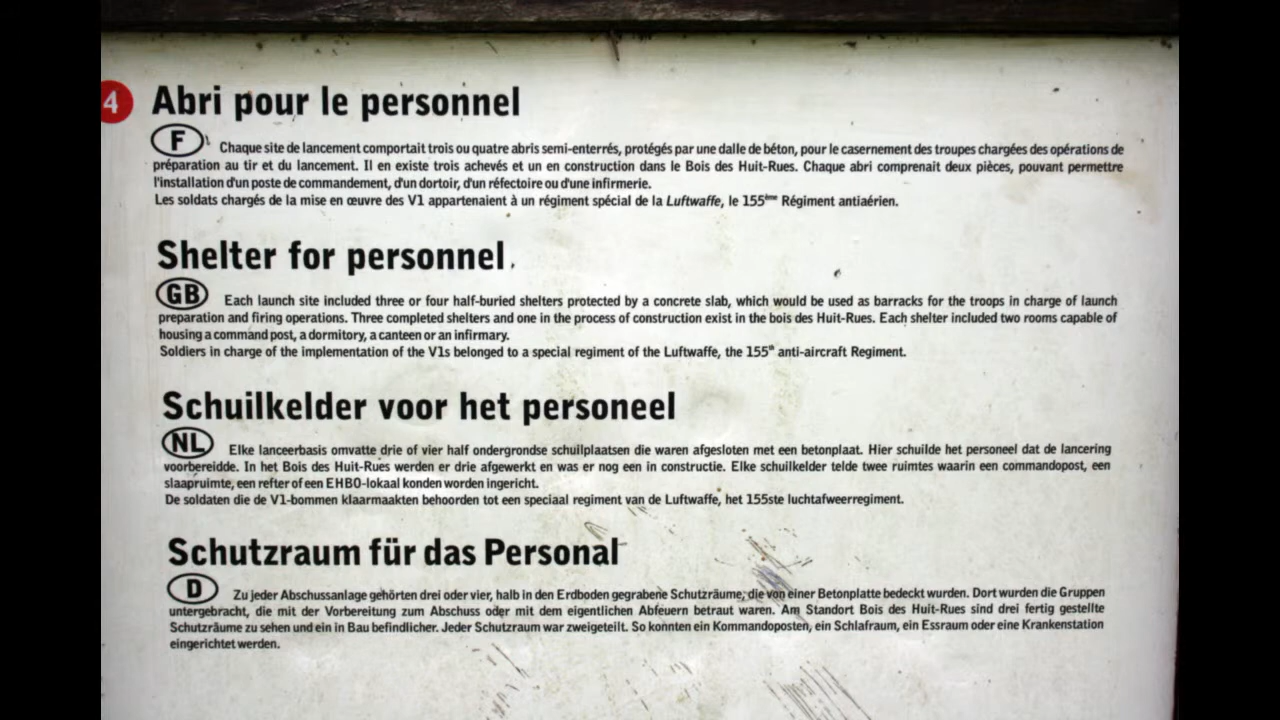 4 Abri pour le personnel
F Chaque site de lancement comportait trois ou quatre abris semi-enterrés, protégés par une dalle de béton, pour le casernement des troupes chargées des opérations de
préparation au tir et du lancement. Il en existe trois achevés et un en construction dans le Bois des Huit-Rues. Chaque abri comprenait deux pièces, pouvant permettre
l'installation d'un poste de commandement, d'un dortoir, d'un réfectoire ou d'une infirmerie.
Les soldats chargés de la mise en œuvre des V1 appartenaient à un régiment spécial de la Luftwaffe, le 155ème Régiment antiaérien.
Shelter for personnel
GB Each launch site included three or four half-buried shelters protected by a concrete slab, which would be used as barracks for the troops in charge of launch
preparation and firing operations. Three completed shelters and one in the process of construction exist in the bois des Huit-Rues. Each shelter included two rooms capable of
housing a command post, a dormitory, a canteen or an infirmary.
Soldiers in charge of the implementation of the V1s belonged to a special regiment of the Luftwaffe, the 155th anti-aircraft Regiment.
Schuilkelder voor het personeel
NL Elke lanceerbasis omvatte drie of vier half ondergrondse schuilplaatsen die waren afgesloten met een betonplaat. Hier schuilde het personeel dat de lancering
voorbereidde. In het Bois des Huit-Rues werden er drie afgewerkt en was er nog een in constructie. Elke schuilkelder telde twee ruimtes waarin een commandopost, een
slaapruimte, een refter of een EHBO-lokaal konden worden ingericht.
De soldaten die de V1-bommen klaarmaakten behoorden tot een speciaal regiment van de Luftwaffe, het 155ste luchtafweerregiment.
Schutzraum für das Personal
D Zu jeder Abschussanlage gehörten drei oder vier, halb in den Erdboden gegrabene Schutzräume, die von einer Betonplatte bedeckt wurden. Dort wurden die Gruppen
untergebracht, die mit der Vorbereitung zum Abschuss oder mit dem eigentlichen Abfeuern betraut waren. Am Standort Bois des Huit-Rues sind drei fertig gestellte
Schutzräume zu sehen und ein in Bau befindlicher. Jeder Schutzraum war zweigeteilt. So konnten ein Kommandoposten, ein Schlafraum, ein Essraum oder eine Krankenstation
eingerichtet werden.